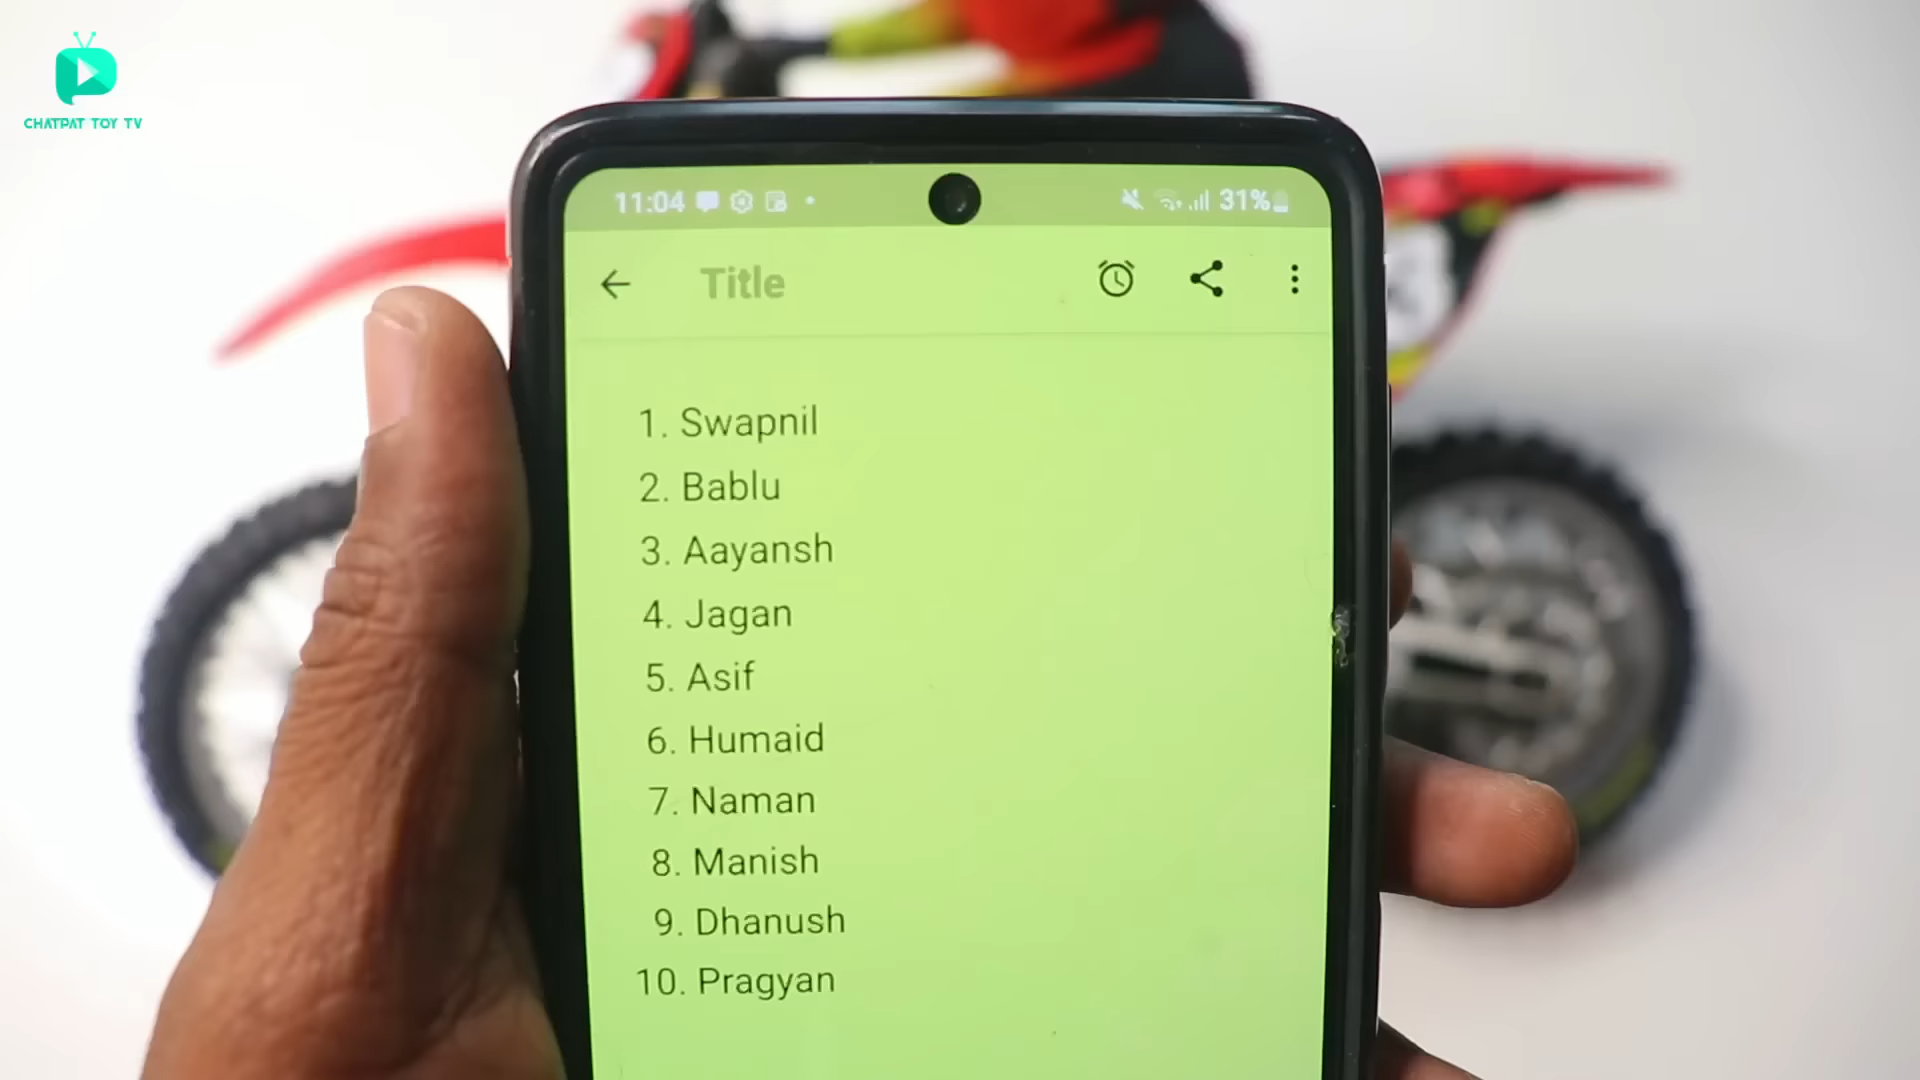 CHATPAT TOY TV
11:04 31%
Title
1. Swapnil
2. Bablu
3. Aayansh
4. Jagan
5. Asif
6. Humaid
7. Naman
8. Manish
9. Dhanush
10. Pragyan